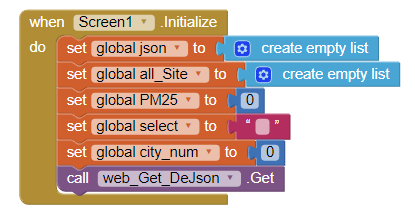 when Screen1 .Initialize
do set global json to create empty list
set global all_Site to create empty list
set global PM25 to 0
set global select to “ ”
set global city_num to 0
call web_Get_DeJson .Get